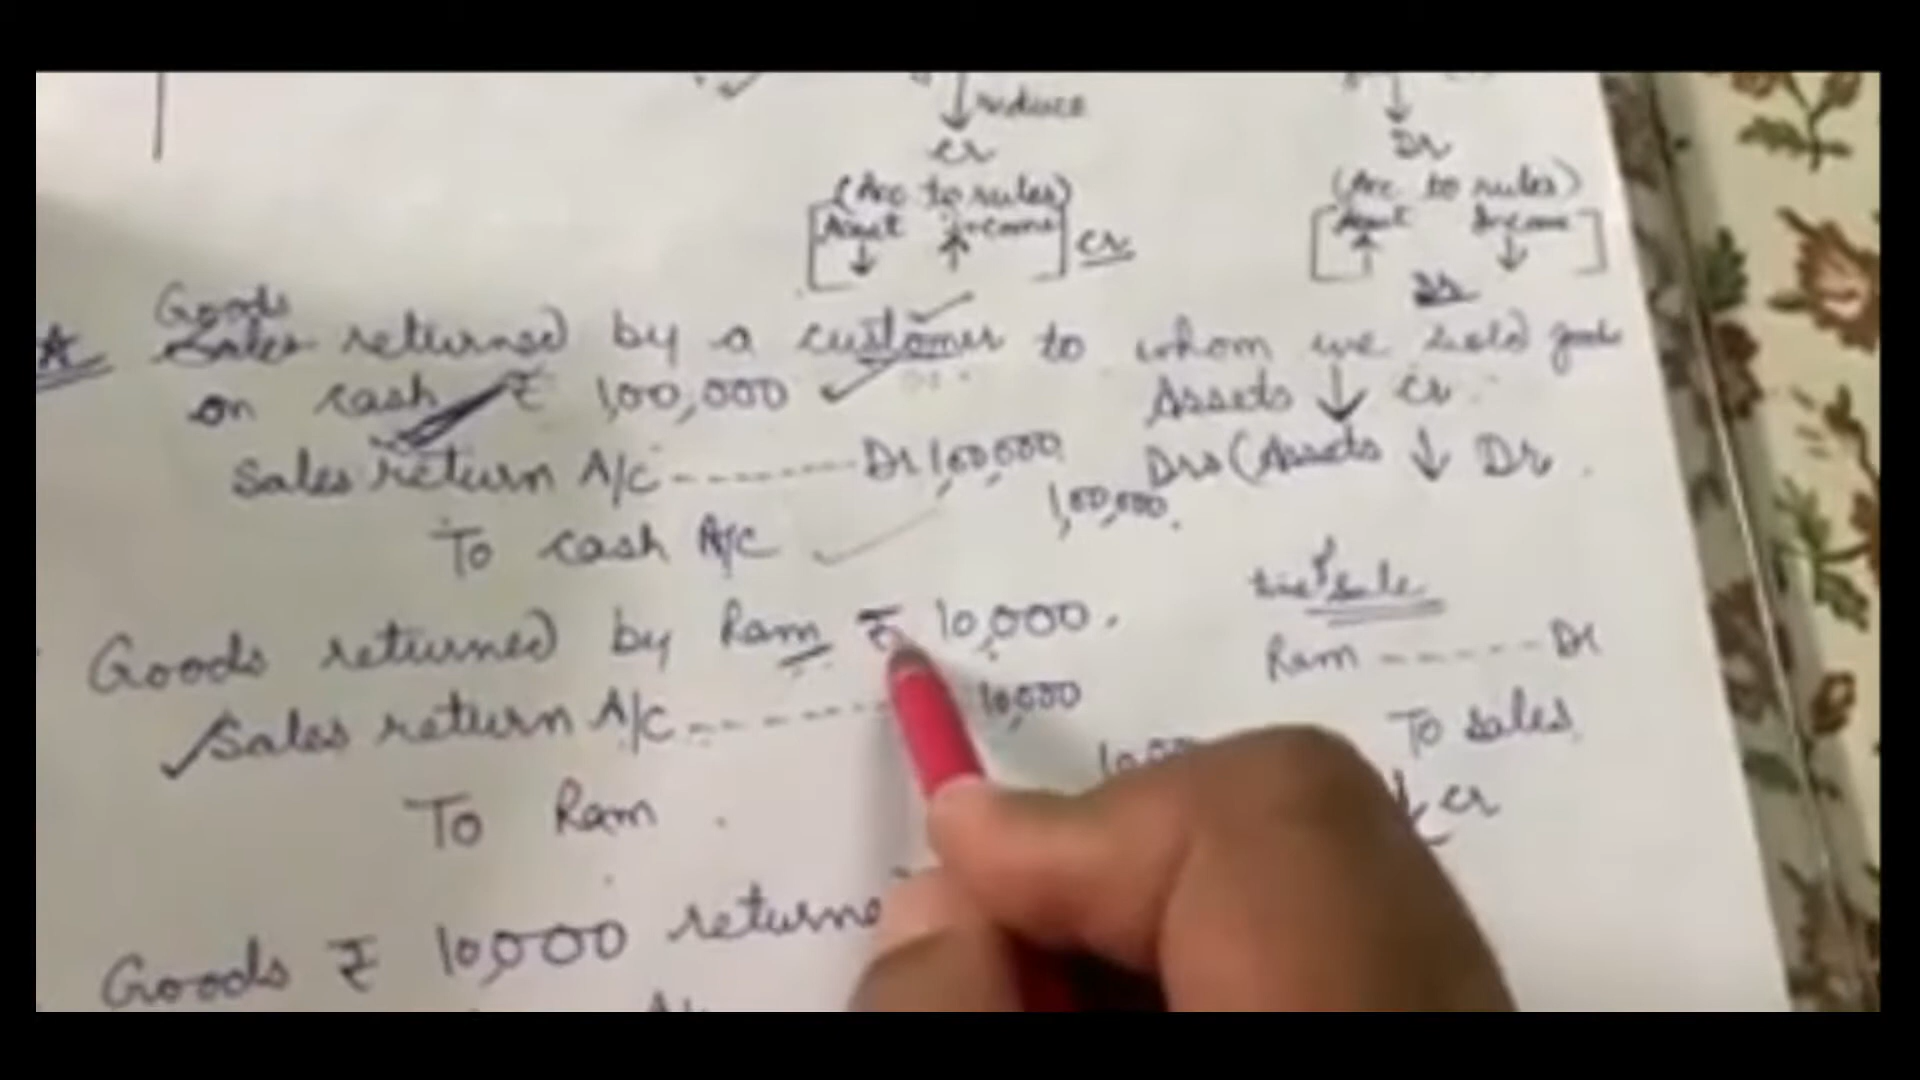 reduce
cr
Dr
(Acc to rules)
(Acc to rules)
Asset Income cr
Asset Income
Dr
Goods
Sales returned by a customer to whom we sold goods
on cash ₹ 1,00,000
Assets ↓ cr
Sales return A/c ------- Dr 1,00,000
Drs (Assets ↓ Dr
1,00,000
To cash A/c
time of sale
Goods returned by Ram ₹ 10,000.
Ram ------ Dr
Sales return A/c ------ 10,000
To sales
cr
To Ram
Goods ₹ 10,000